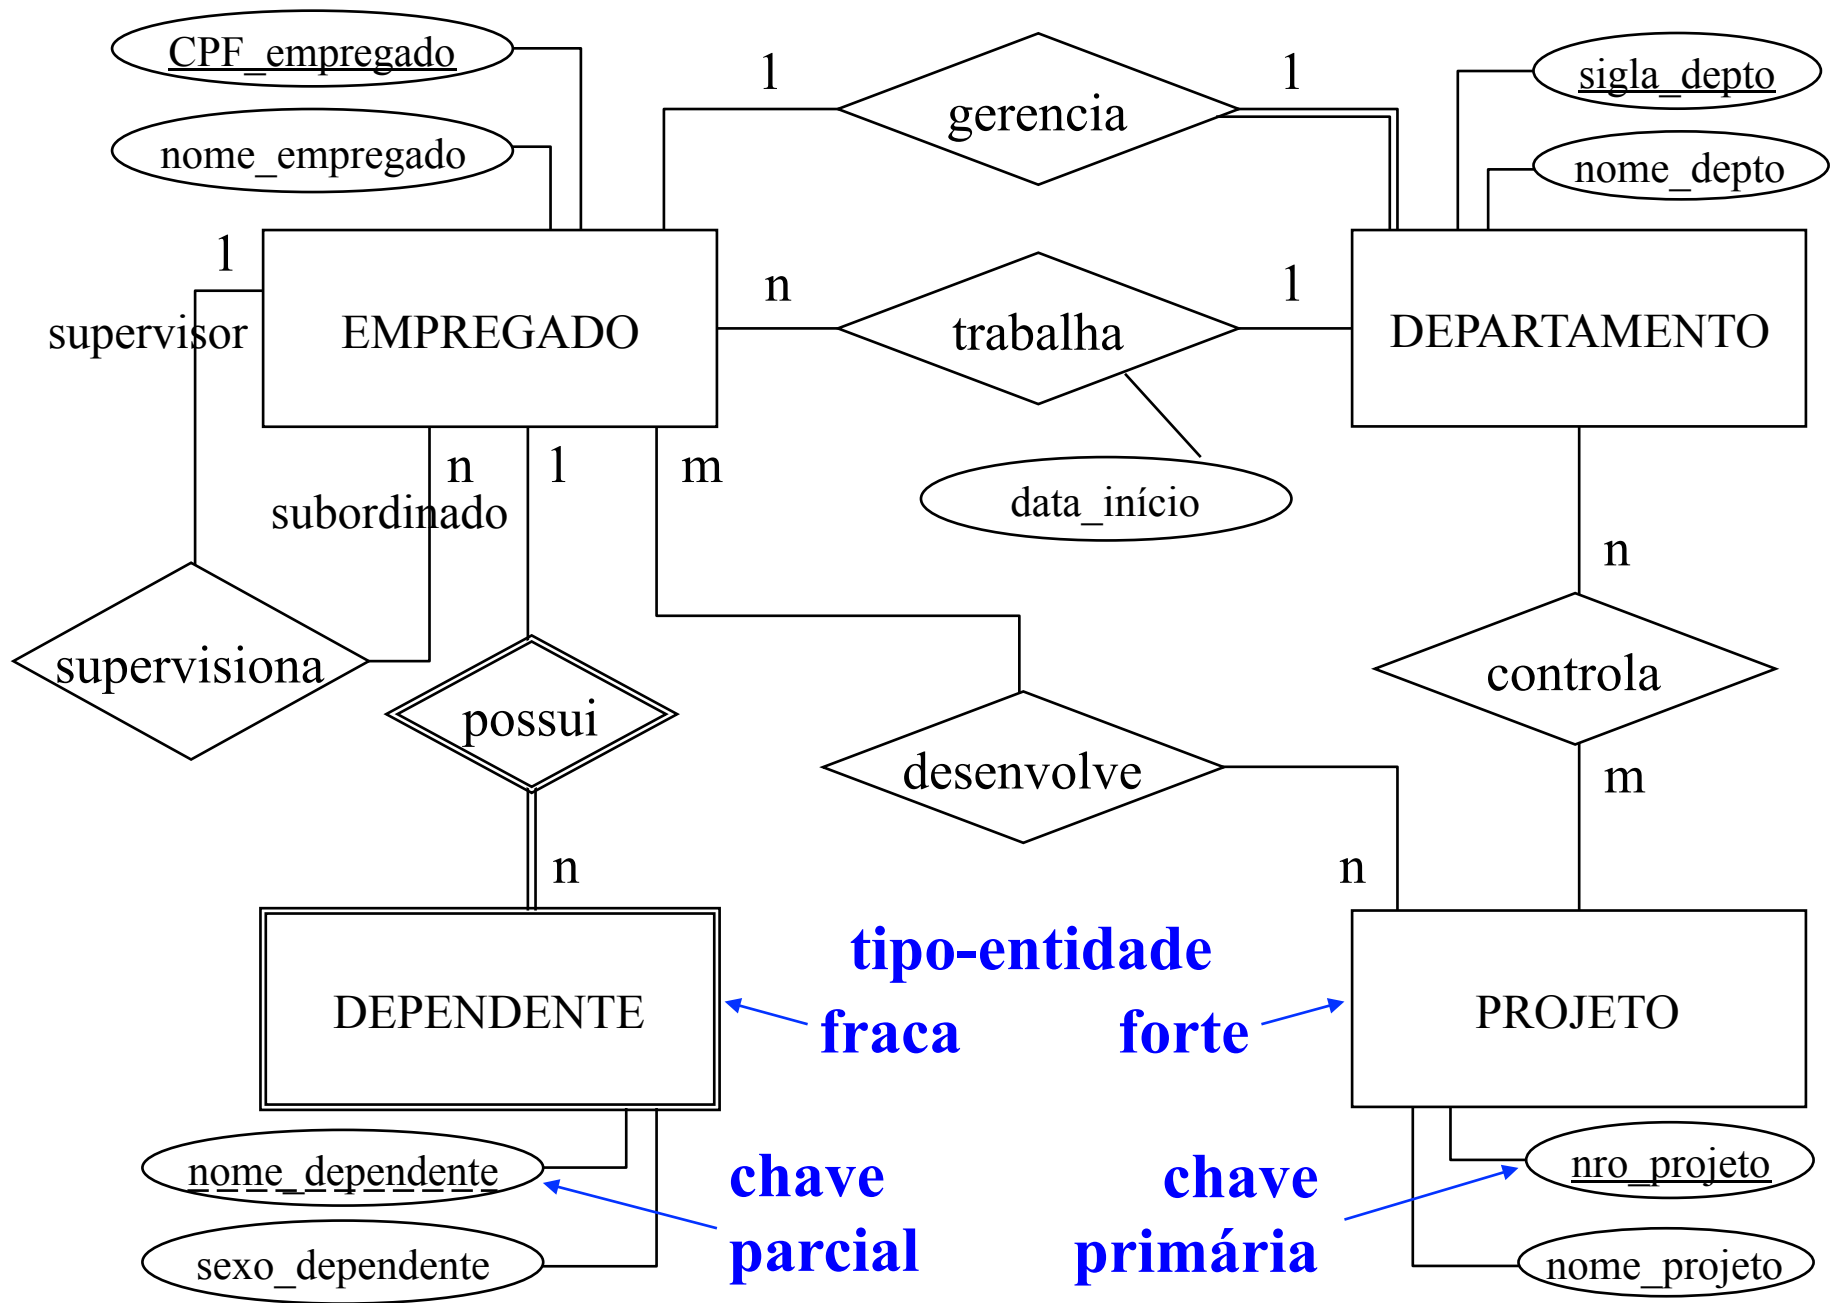 CPF_empregado
1
gerencia
1
sigla_depto
nome_empregado
nome_depto
1
supervisor
EMPREGADO
n
trabalha
1
DEPARTAMENTO
n
1
m
subordinado
data_início
n
supervisiona
possui
desenvolve
controla
m
n
n
tipo-entidade
fraca
forte
DEPENDENTE
PROJETO
nome_dependente
chave
parcial
chave
primária
nro_projeto
sexo_dependente
nome_projeto